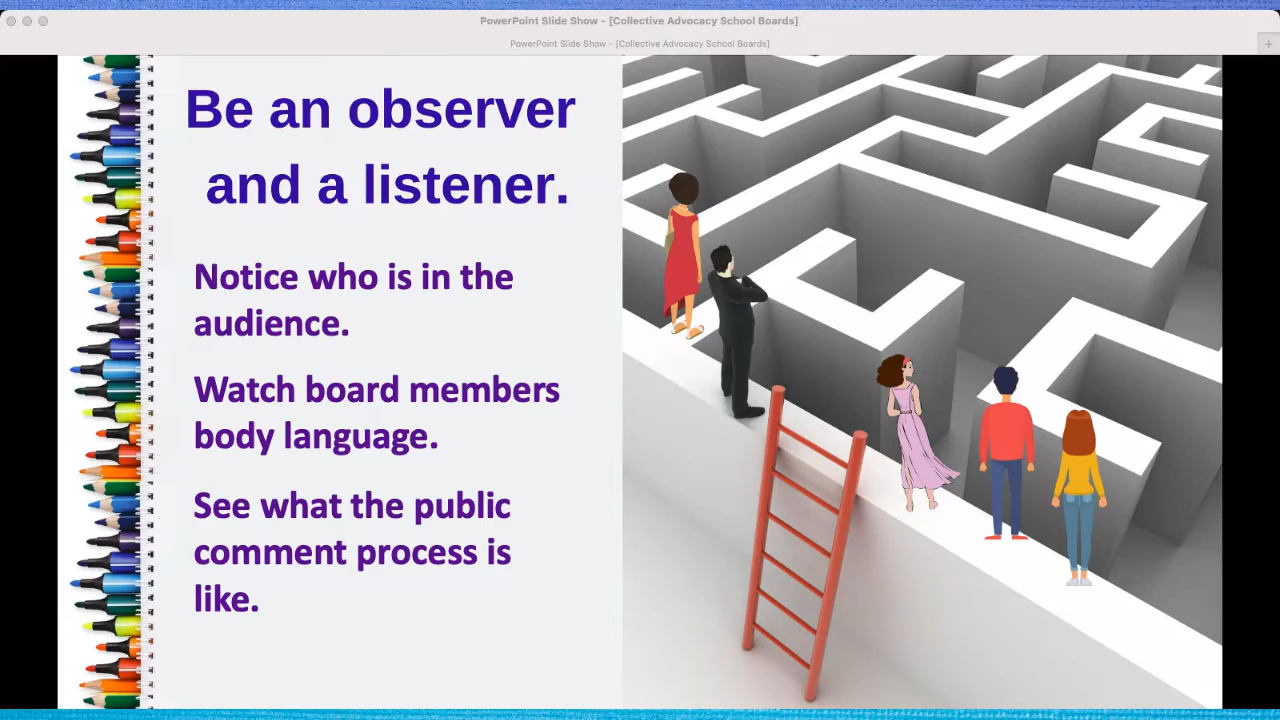 PowerPoint Slide Show - [Collective Advocacy School Boards]
PowerPoint Slide Show - [Collective Advocacy School Boards]
+
Be an observer
and a listener.
Notice who is in the
audience.
Watch board members
body language.
See what the public
comment process is
like.